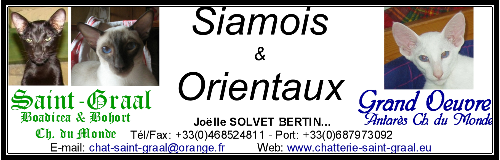 Siamois
&
Orientaux
Saint-Graal
Boadicea & Bohort
Ch. du Monde
Grand Oeuvre
Antarès Ch. du Monde
Joëlle SOLVET BERTIN...
Tél/Fax: +33(0)468524811 - Port: +33(0)687973092
E-mail: chat-saint-graal@orange.fr Web: www.chatterie-saint-graal.eu